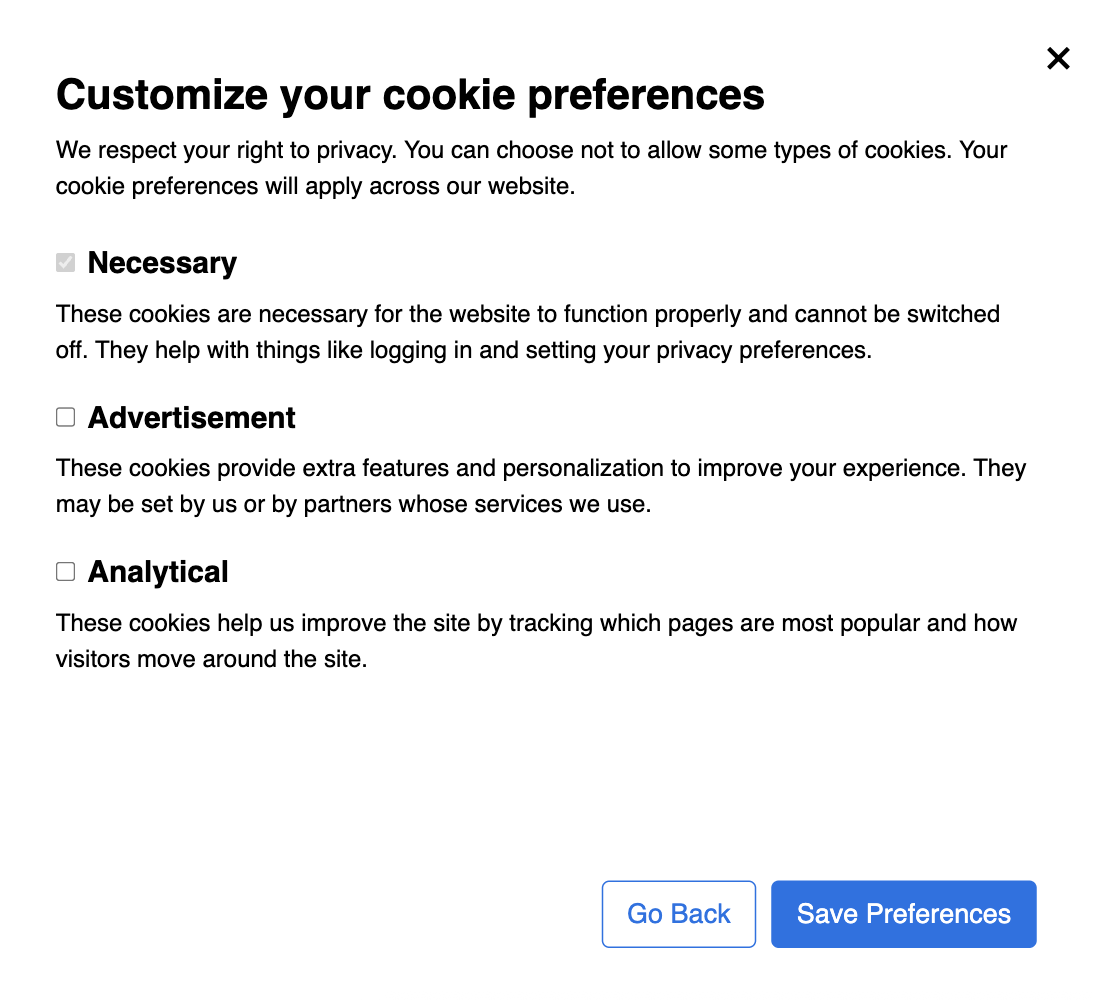 Customize your cookie preferences
We respect your right to privacy. You can choose not to allow some types of cookies. Your
cookie preferences will apply across our website.
Necessary
These cookies are necessary for the website to function properly and cannot be switched
off. They help with things like logging in and setting your privacy preferences.
Advertisement
These cookies provide extra features and personalization to improve your experience. They
may be set by us or by partners whose services we use.
Analytical
These cookies help us improve the site by tracking which pages are most popular and how
visitors move around the site.
Go Back
Save Preferences